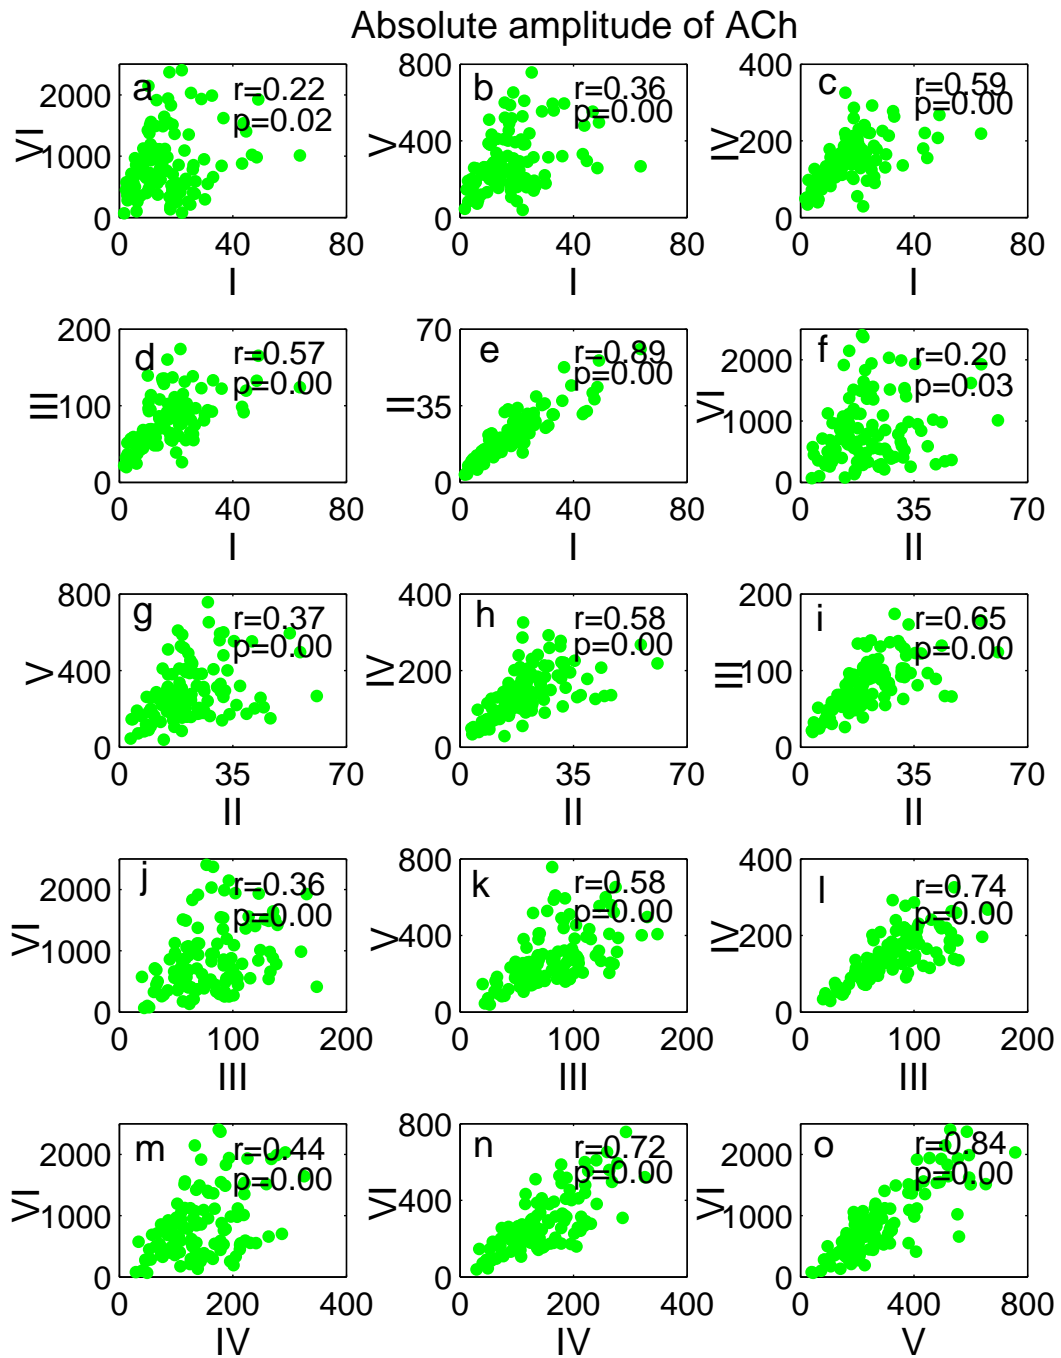 Absolute amplitude of ACh
a
r=0.22
p=0.02
VI
2000
1000
0
0 40 80
I
b
r=0.36
p=0.00
V
800
400
0
0 40 80
I
c
r=0.59
p=0.00
IV
400
200
0
0 40 80
I
d
r=0.57
p=0.00
III
200
100
0
0 40 80
I
e
r=0.89
p=0.00
II
70
35
0
0 40 80
I
f
r=0.20
p=0.03
VI
2000
1000
0
0 35 70
II
g
r=0.37
p=0.00
V
800
400
0
0 35 70
II
h
r=0.58
p=0.00
IV
400
200
0
0 35 70
II
i
r=0.65
p=0.00
III
200
100
0
0 35 70
II
j
r=0.36
p=0.00
VI
2000
1000
0
0 100 200
III
k
r=0.58
p=0.00
V
800
400
0
0 100 200
III
l
r=0.74
p=0.00
IV
400
200
0
0 100 200
III
m
r=0.44
p=0.00
VI
2000
1000
0
0 200 400
IV
n
r=0.72
p=0.00
VI
800
400
0
0 200 400
IV
o
r=0.84
p=0.00
VI
2000
1000
0
0 400 800
V